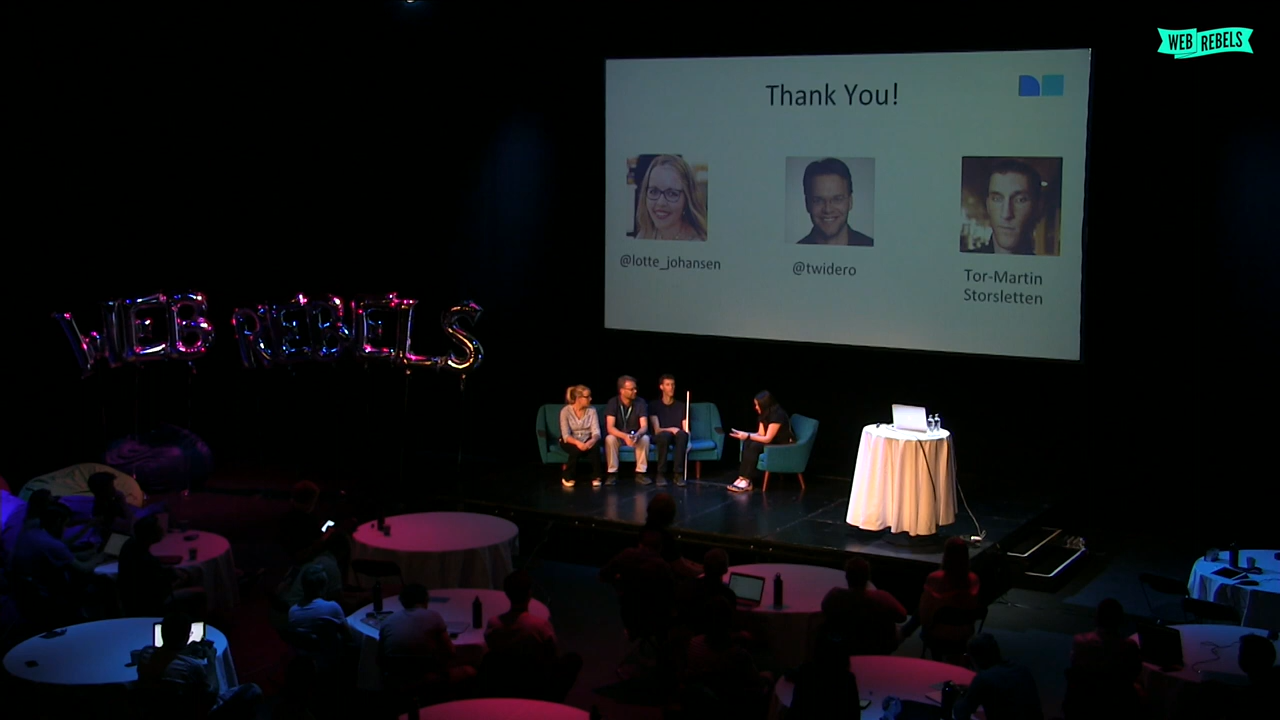 WEB REBELS
Thank You!
@lotte_johansen
@twidero
Tor-Martin
Storsletten
WEB REBELS